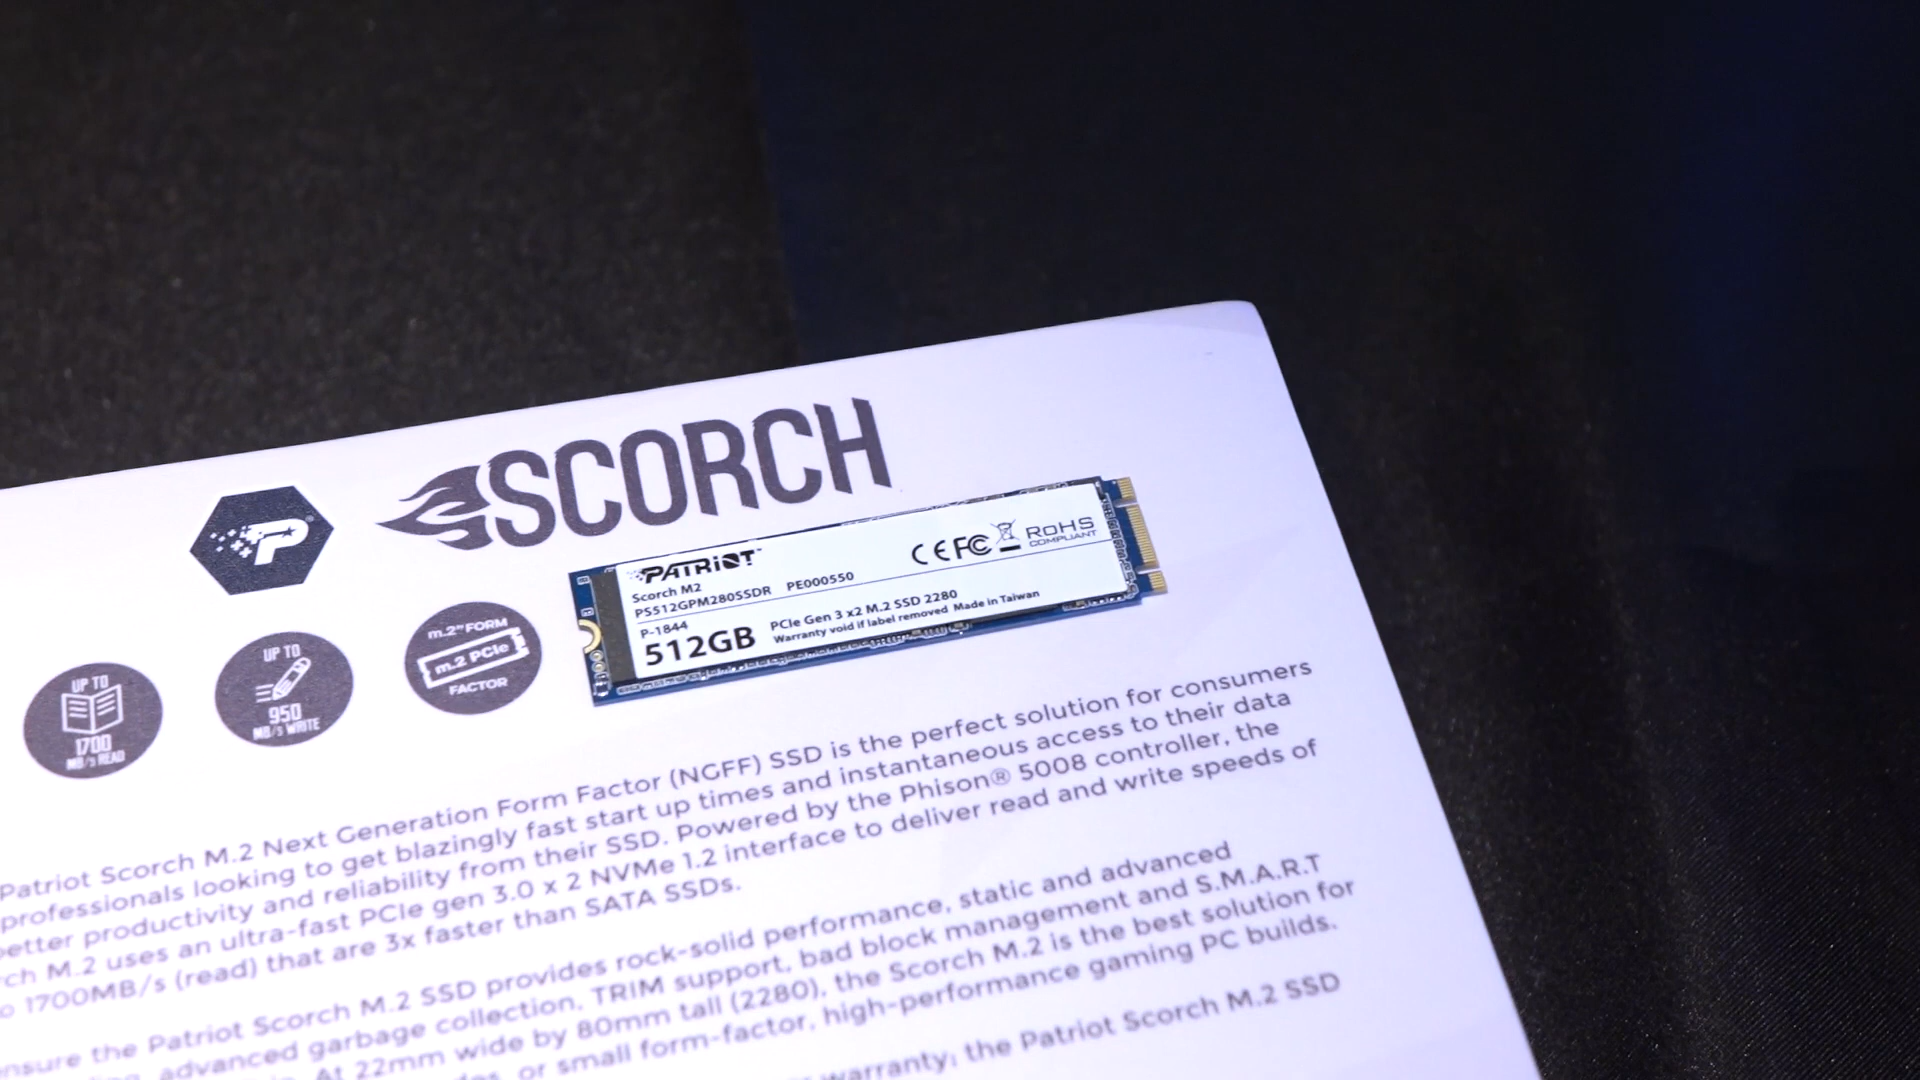 SCORCH
P
PATRIOT
Scorch M2
PS512GPM280SSDR PE000550
CE FC RoHS
COMPLIANT
P-1844
512GB
PCIe Gen 3 x2 M.2 SSD 2280
Warranty void if label removed Made in Taiwan
UP TO
1700
MB/s READ
UP TO
950
MB/s WRITE
m.2" FORM
m.2 PCIe
FACTOR
Patriot Scorch M.2 Next Generation Form Factor (NGFF) SSD is the perfect solution for consumers
professionals looking to get blazingly fast start up times and instantaneous access to their data
better productivity and reliability from their SSD. Powered by the Phison® 5008 controller, the
rch M.2 uses an ultra-fast PCIe gen 3.0 x 2 NVMe 1.2 interface to deliver read and write speeds of
o 1700MB/s (read) that are 3x faster than SATA SSDs.
ensure the Patriot Scorch M.2 SSD provides rock-solid performance, static and advanced
advanced garbage collection, TRIM support, bad block management and S.M.A.R.T
At 22mm wide by 80mm tall (2280), the Scorch M.2 is the best solution for
or small form-factor, high-performance gaming PC builds.
warranty, the Patriot Scorch M.2 SSD